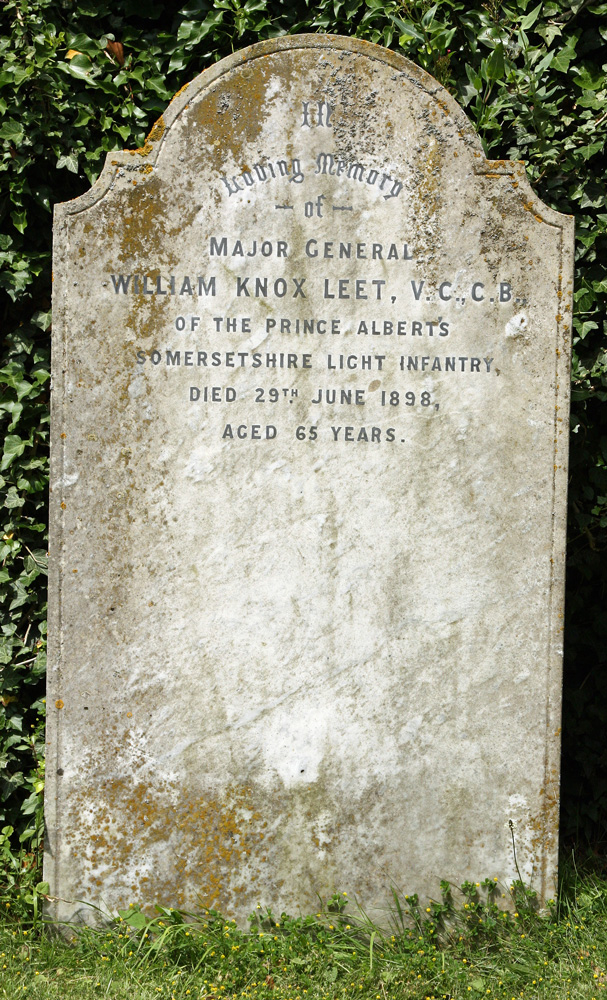 In
Loving Memory
of
MAJOR GENERAL
WILLIAM KNOX LEET, V.C., C.B.,
OF THE PRINCE ALBERTS
SOMERSETSHIRE LIGHT INFANTRY,
DIED 29TH JUNE 1898,
AGED 65 YEARS.